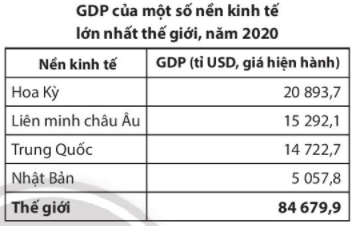 GDP của một số nền kinh tế
lớn nhất thế giới, năm 2020
Nền kinh tế GDP (tỉ USD, giá hiện hành)
Hoa Kỳ 20 893,7
Liên minh châu Âu 15 292,1
Trung Quốc 14 722,7
Nhật Bản 5 057,8
Thế giới 84 679,9